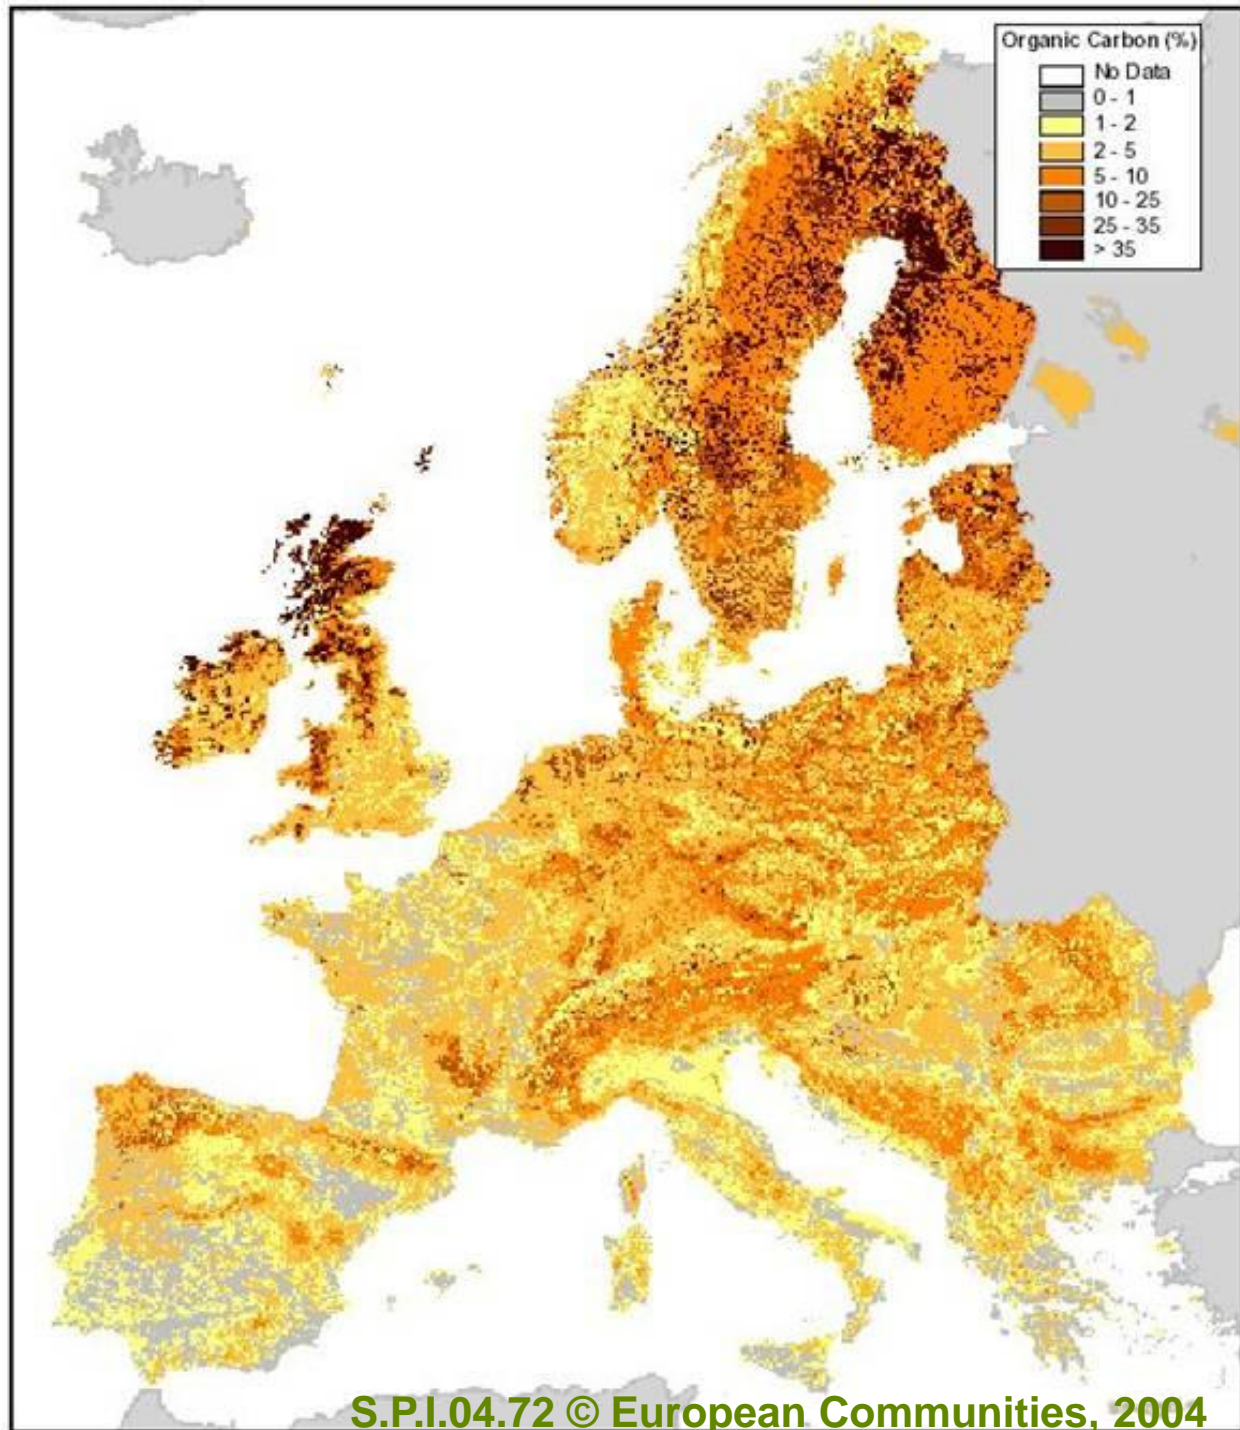 Organic Carbon (%)
No Data
0 - 1
1 - 2
2 - 5
5 - 10
10 - 25
25 - 35
> 35
S.P.I.04.72 © European Communities, 2004